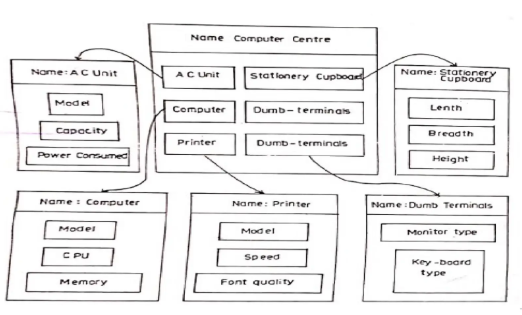 Name Computer Centre
A C Unit
Stationery Cupboard
Computer
Dumb-terminals
Printer
Dumb-terminals
Name: A C Unit
Model
Capacity
Power Consumed
Name: Stationery
Cupboard
Lenth
Breadth
Height
Name: Computer
Model
CPU
Memory
Name: Printer
Model
Speed
Font quality
Name: Dumb Terminals
Monitor type
Key-board
type